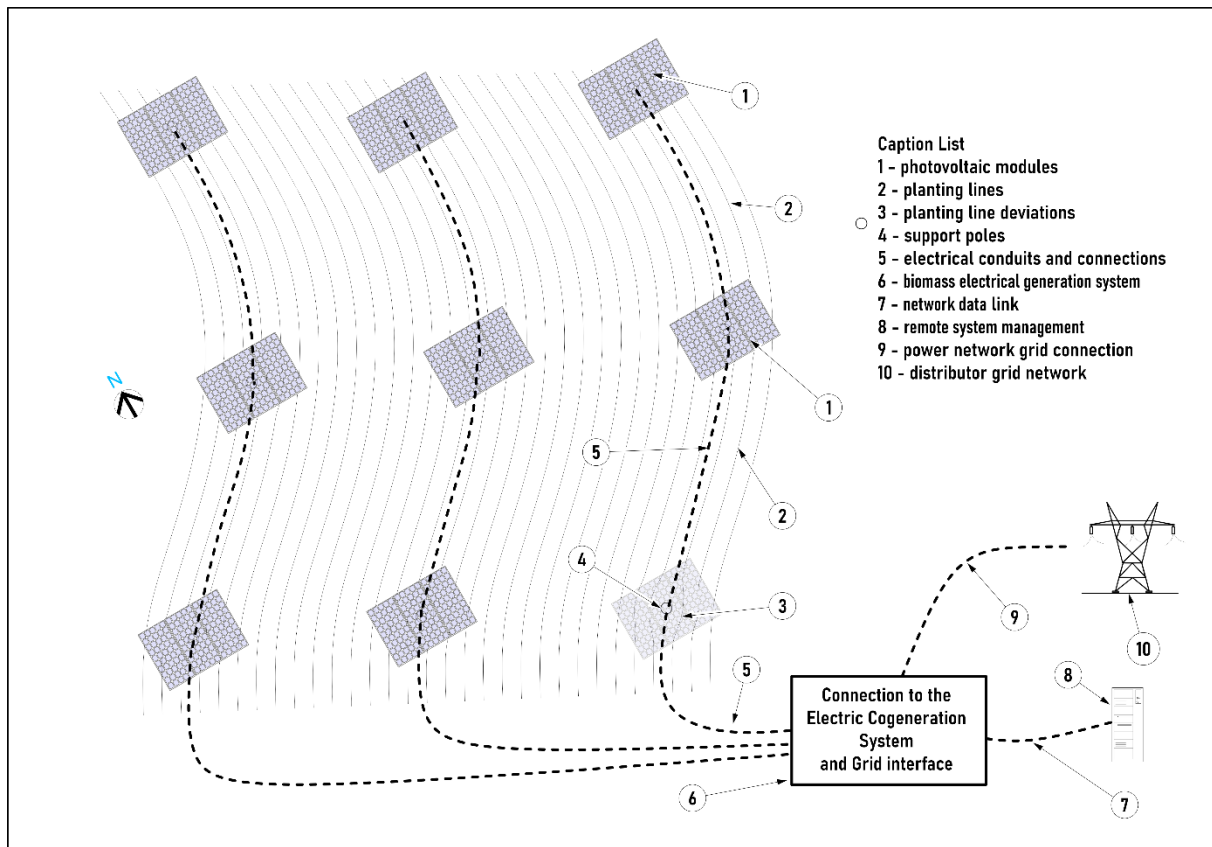 1
Caption List
1 - photovoltaic modules
2 - planting lines
3 - planting line deviations
4 - support poles
5 - electrical conduits and connections
6 - biomass electrical generation system
7 - network data link
8 - remote system management
9 - power network grid connection
10 - distributor grid network
2
N
1
5
2
4
3
9
10
5
8
Connection to the
Electric Cogeneration
System
and Grid interface
6
7